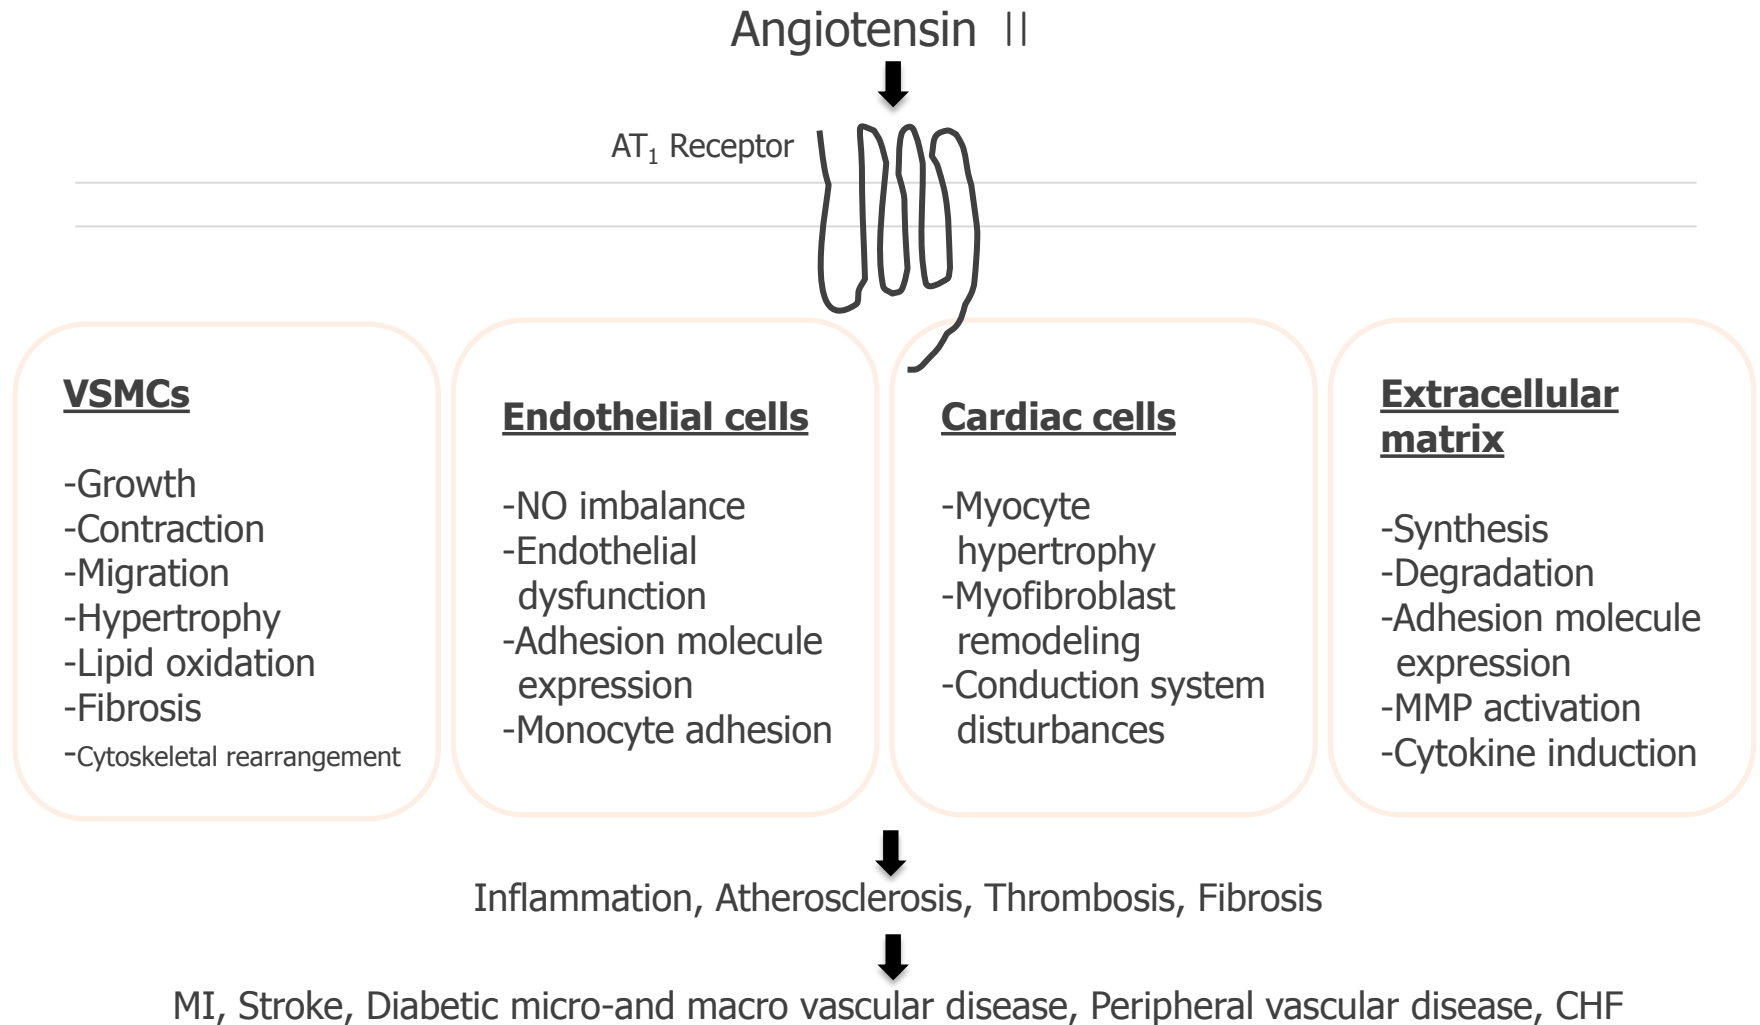 Angiotensin II
AT₁ Receptor
VSMCs
-Growth
-Contraction
-Migration
-Hypertrophy
-Lipid oxidation
-Fibrosis
-Cytoskeletal rearrangement
Endothelial cells
-NO imbalance
-Endothelial
dysfunction
-Adhesion molecule
expression
-Monocyte adhesion
Cardiac cells
-Myocyte
hypertrophy
-Myofibroblast
remodeling
-Conduction system
disturbances
Extracellular
matrix
-Synthesis
-Degradation
-Adhesion molecule
expression
-MMP activation
-Cytokine induction
Inflammation, Atherosclerosis, Thrombosis, Fibrosis
MI, Stroke, Diabetic micro-and macro vascular disease, Peripheral vascular disease, CHF